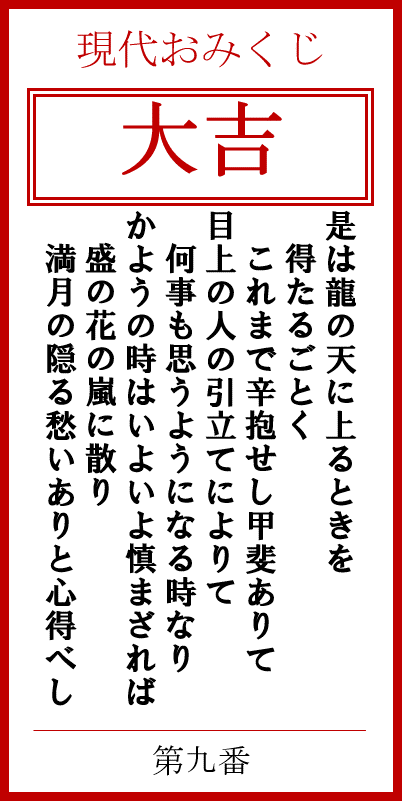 現代おみくじ
大吉
是は龍の天に上るときを
得たるごとく
これまで辛抱せし甲斐ありて
目上の人の引立てによりて
何事も思うようになる時なり
かようの時はいよいよ慎まざれば
盛の花の嵐に散り
満月の隠る愁いありと心得べし
第九番